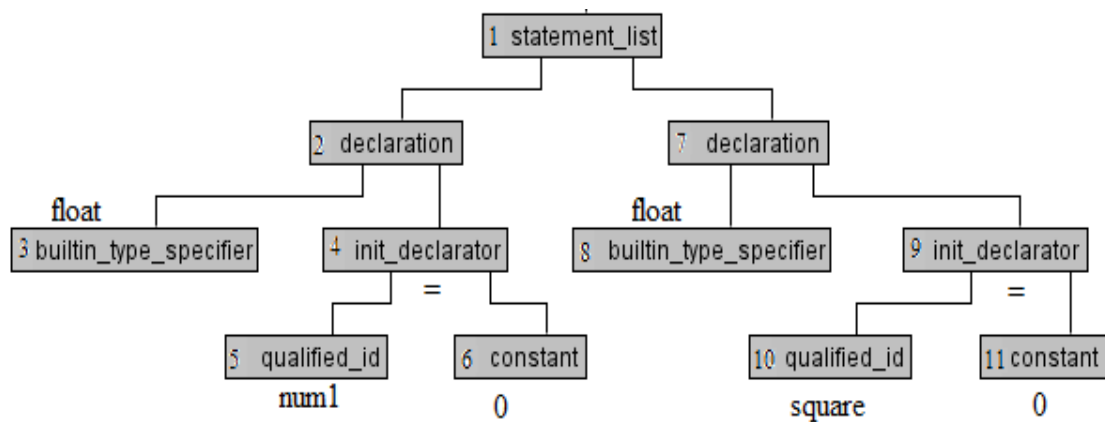 1 statement_list
2 declaration
7 declaration
float
float
3 builtin_type_specifier
4 init_declarator
8 builtin_type_specifier
9 init_declarator
=
=
5 qualified_id
6 constant
10 qualified_id
11 constant
num1
0
square
0